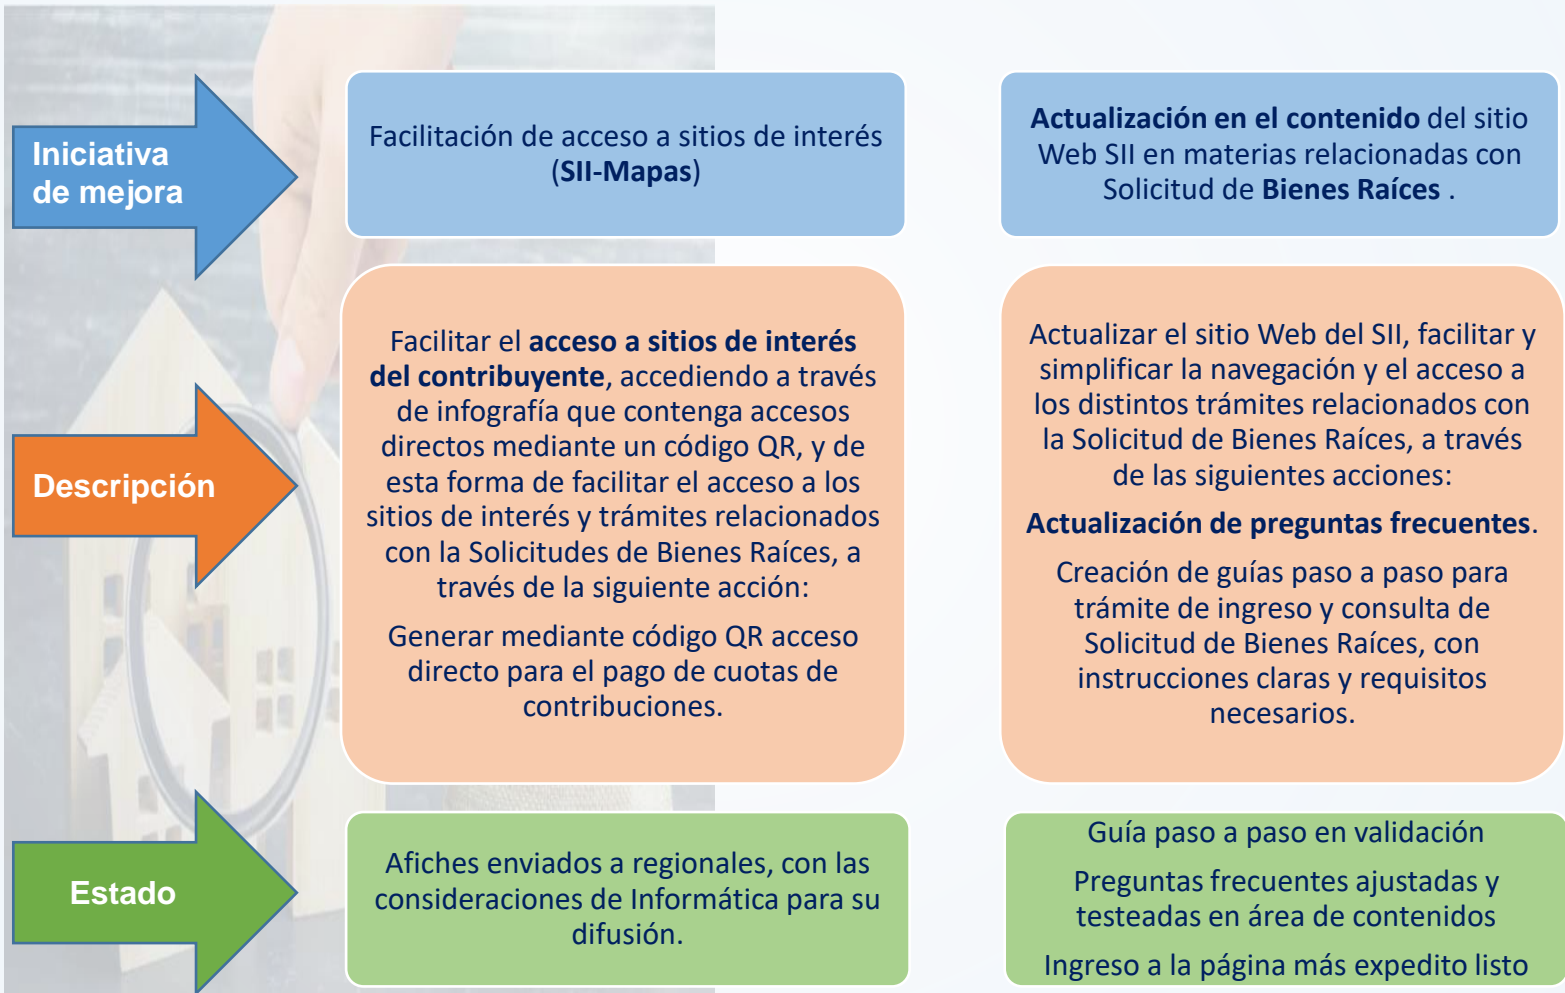 Iniciativa
de mejora
Facilitación de acceso a sitios de interés
(SII-Mapas)
Actualización en el contenido del sitio
Web SII en materias relacionadas con
Solicitud de Bienes Raíces .
Descripción
Facilitar el acceso a sitios de interés
del contribuyente, accediendo a través
de infografía que contenga accesos
directos mediante un código QR, y de
esta forma de facilitar el acceso a los
sitios de interés y trámites relacionados
con la Solicitudes de Bienes Raíces, a
través de la siguiente acción:
Generar mediante código QR acceso
directo para el pago de cuotas de
contribuciones.
Actualizar el sitio Web del SII, facilitar y
simplificar la navegación y el acceso a
los distintos trámites relacionados con
la Solicitud de Bienes Raíces, a través
de las siguientes acciones:
Actualización de preguntas frecuentes.
Creación de guías paso a paso para
trámite de ingreso y consulta de
Solicitud de Bienes Raíces, con
instrucciones claras y requisitos
necesarios.
Estado
Afiches enviados a regionales, con las
consideraciones de Informática para su
difusión.
Guía paso a paso en validación
Preguntas frecuentes ajustadas y
testeadas en área de contenidos
Ingreso a la página más expedito listo